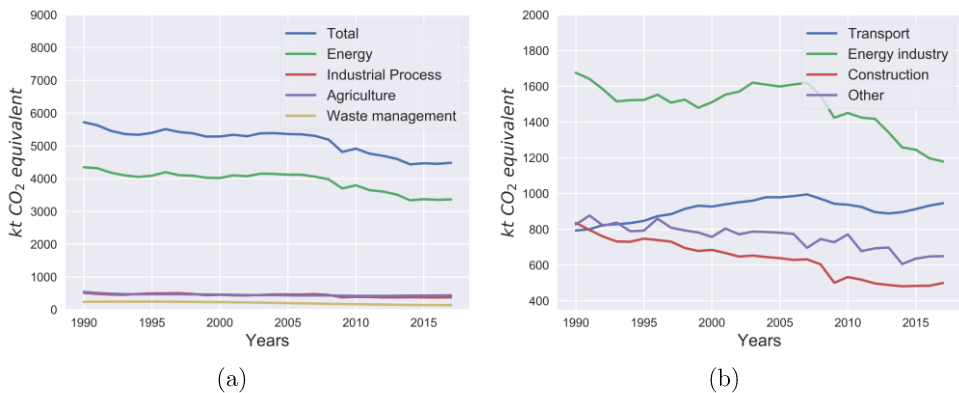 9000
8000
7000
6000
5000
4000
3000
2000
1000
0
kt CO2 equivalent
Total
Energy
Industrial Process
Agriculture
Waste management
1990 1995 2000 2005 2010 2015
Years
(a)
2000
1800
1600
1400
1200
1000
800
600
400
kt CO2 equivalent
Transport
Energy industry
Construction
Other
1990 1995 2000 2005 2010 2015
Years
(b)